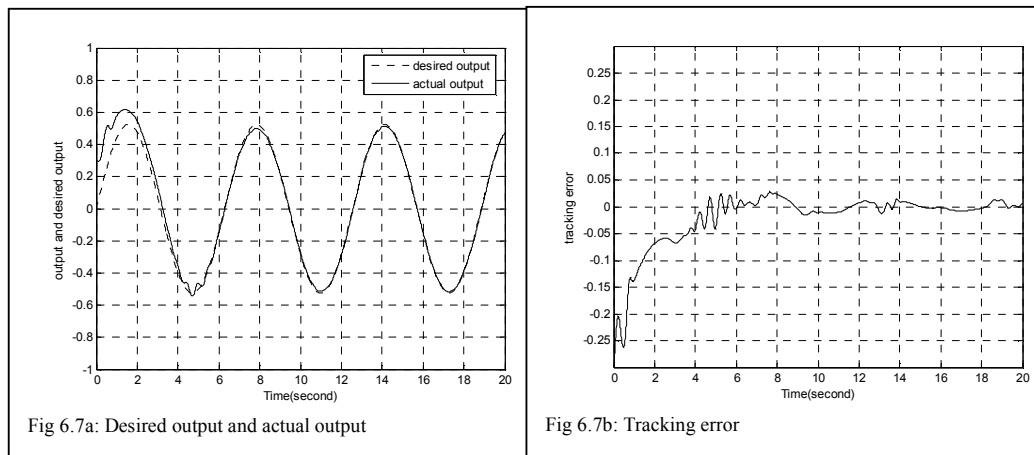 1
0.8
0.6
0.4
0.2
0
-0.2
-0.4
-0.6
-0.8
-1
output and desired output
desired output
actual output
0 2 4 6 8 10 12 14 16 18 20
Time(second)
Fig 6.7a: Desired output and actual output
0.25
0.2
0.15
0.1
0.05
0
-0.05
-0.1
-0.15
-0.2
-0.25
tracking error
0 2 4 6 8 10 12 14 16 18 20
Time(second)
Fig 6.7b: Tracking error